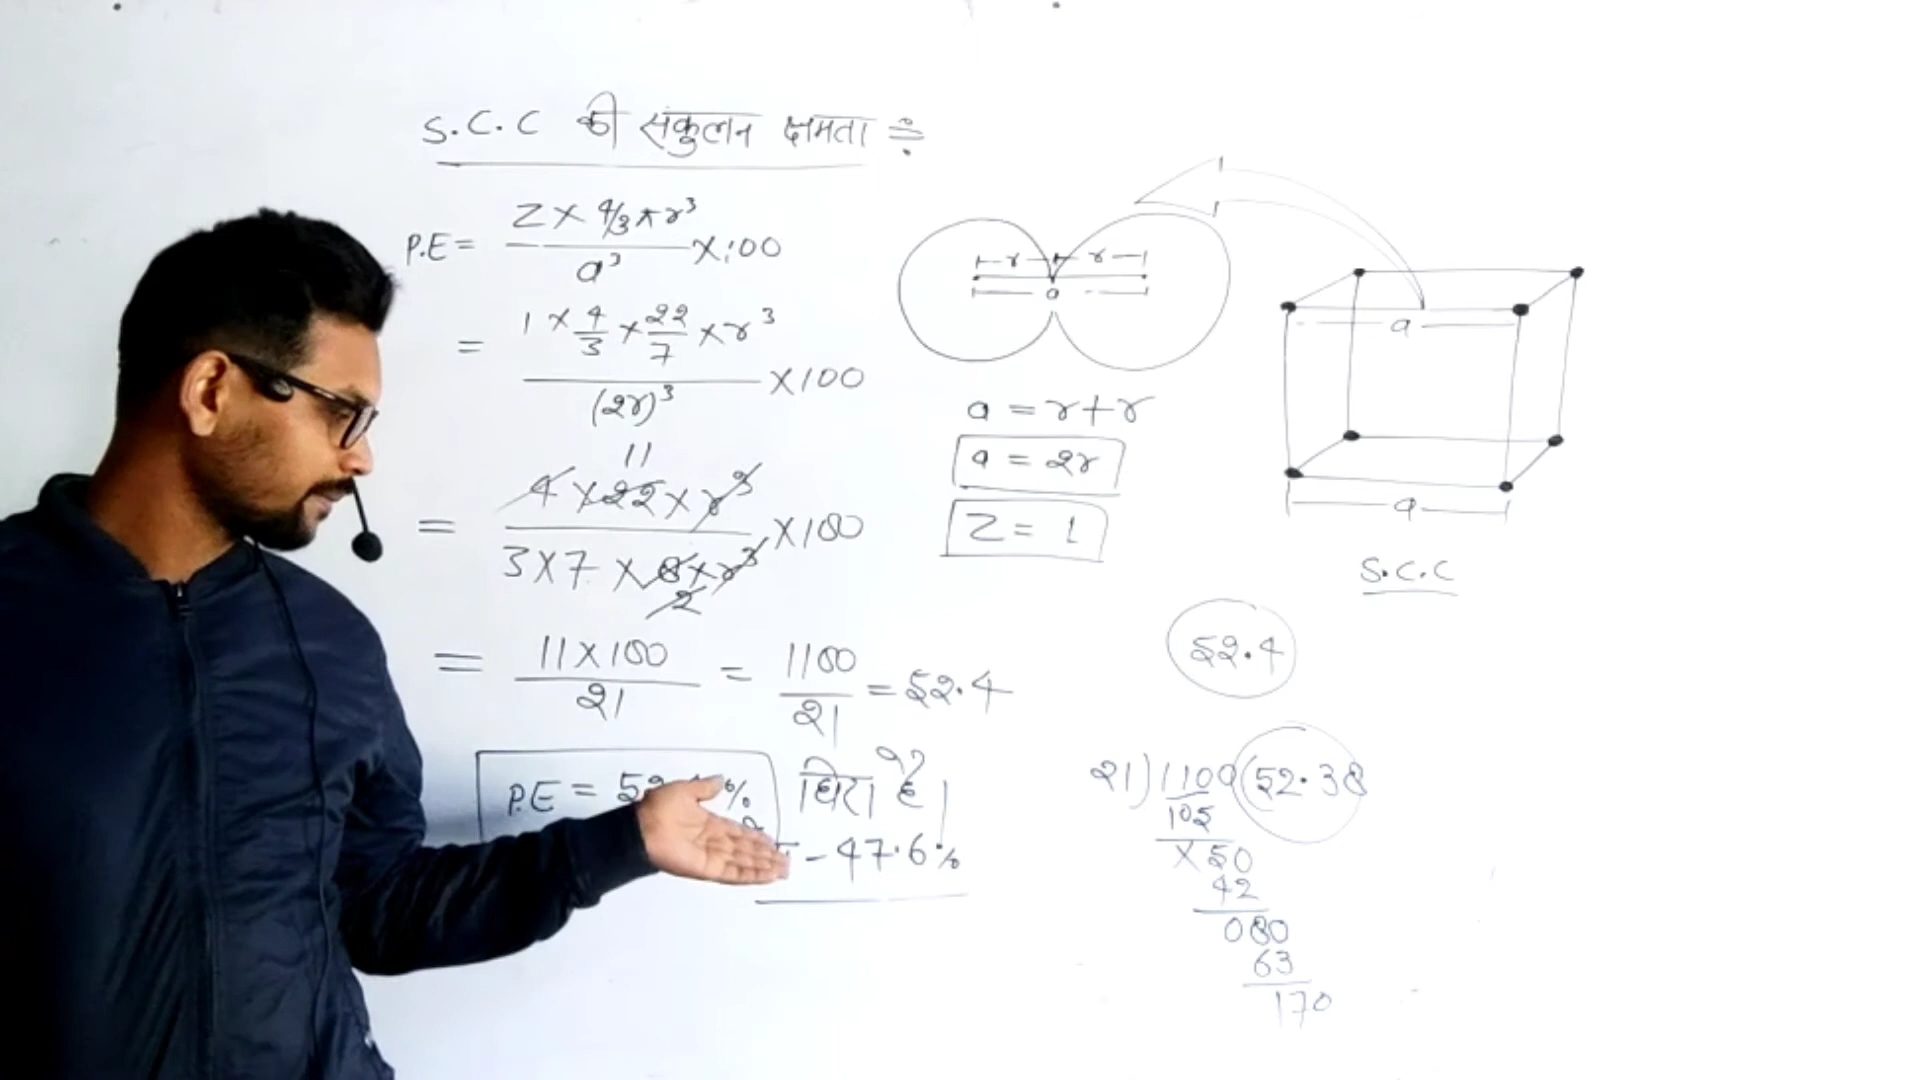 S.C.C की संकुलन क्षमता ÷
P.E = Z × 4/3 π r³ / a³ × 100
= 1 × 4/3 × 22/7 × r³ / (2r)³ × 100
11
= 4 × 22 × r³ / 3 × 7 × 8 × r³ × 100
2
= 11 × 100 / 21 = 1100 / 21 = 52.4
P.E = 52. %
घिरा है।
- 47.6%
r r
a
a = r + r
a = 2r
Z = 1
a
a
S.C.C
52.4
21) 1100 (52.38
105
× 50
42
080
63
170